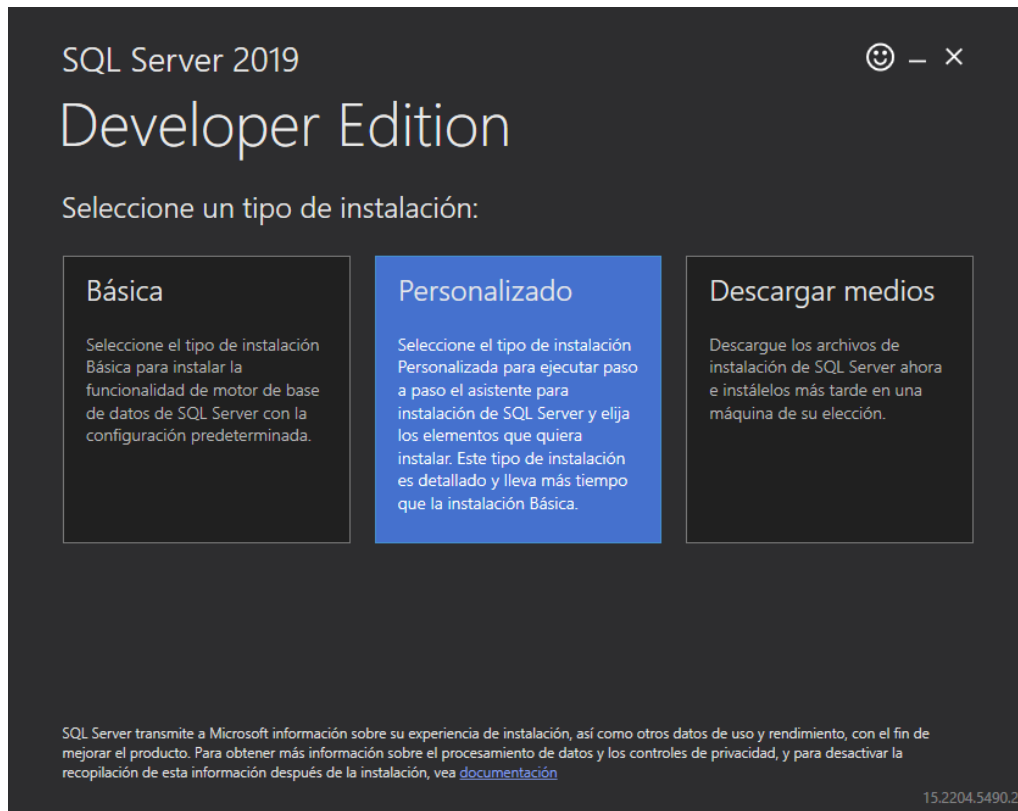 SQL Server 2019
Developer Edition
Seleccione un tipo de instalación:
Básica
Seleccione el tipo de instalación
Básica para instalar la
funcionalidad de motor de base
de datos de SQL Server con la
configuración predeterminada.
Personalizado
Seleccione el tipo de instalación
Personalizada para ejecutar paso
a paso el asistente para
instalación de SQL Server y elija
los elementos que quiera
instalar. Este tipo de instalación
es detallado y lleva más tiempo
que la instalación Básica.
Descargar medios
Descargue los archivos de
instalación de SQL Server ahora
e instálelos más tarde en una
máquina de su elección.
SQL Server transmite a Microsoft información sobre su experiencia de instalación, así como otros datos de uso y rendimiento, con el fin de
mejorar el producto. Para obtener más información sobre el procesamiento de datos y los controles de privacidad, y para desactivar la
recopilación de esta información después de la instalación, vea documentación
15.2204.5490.2